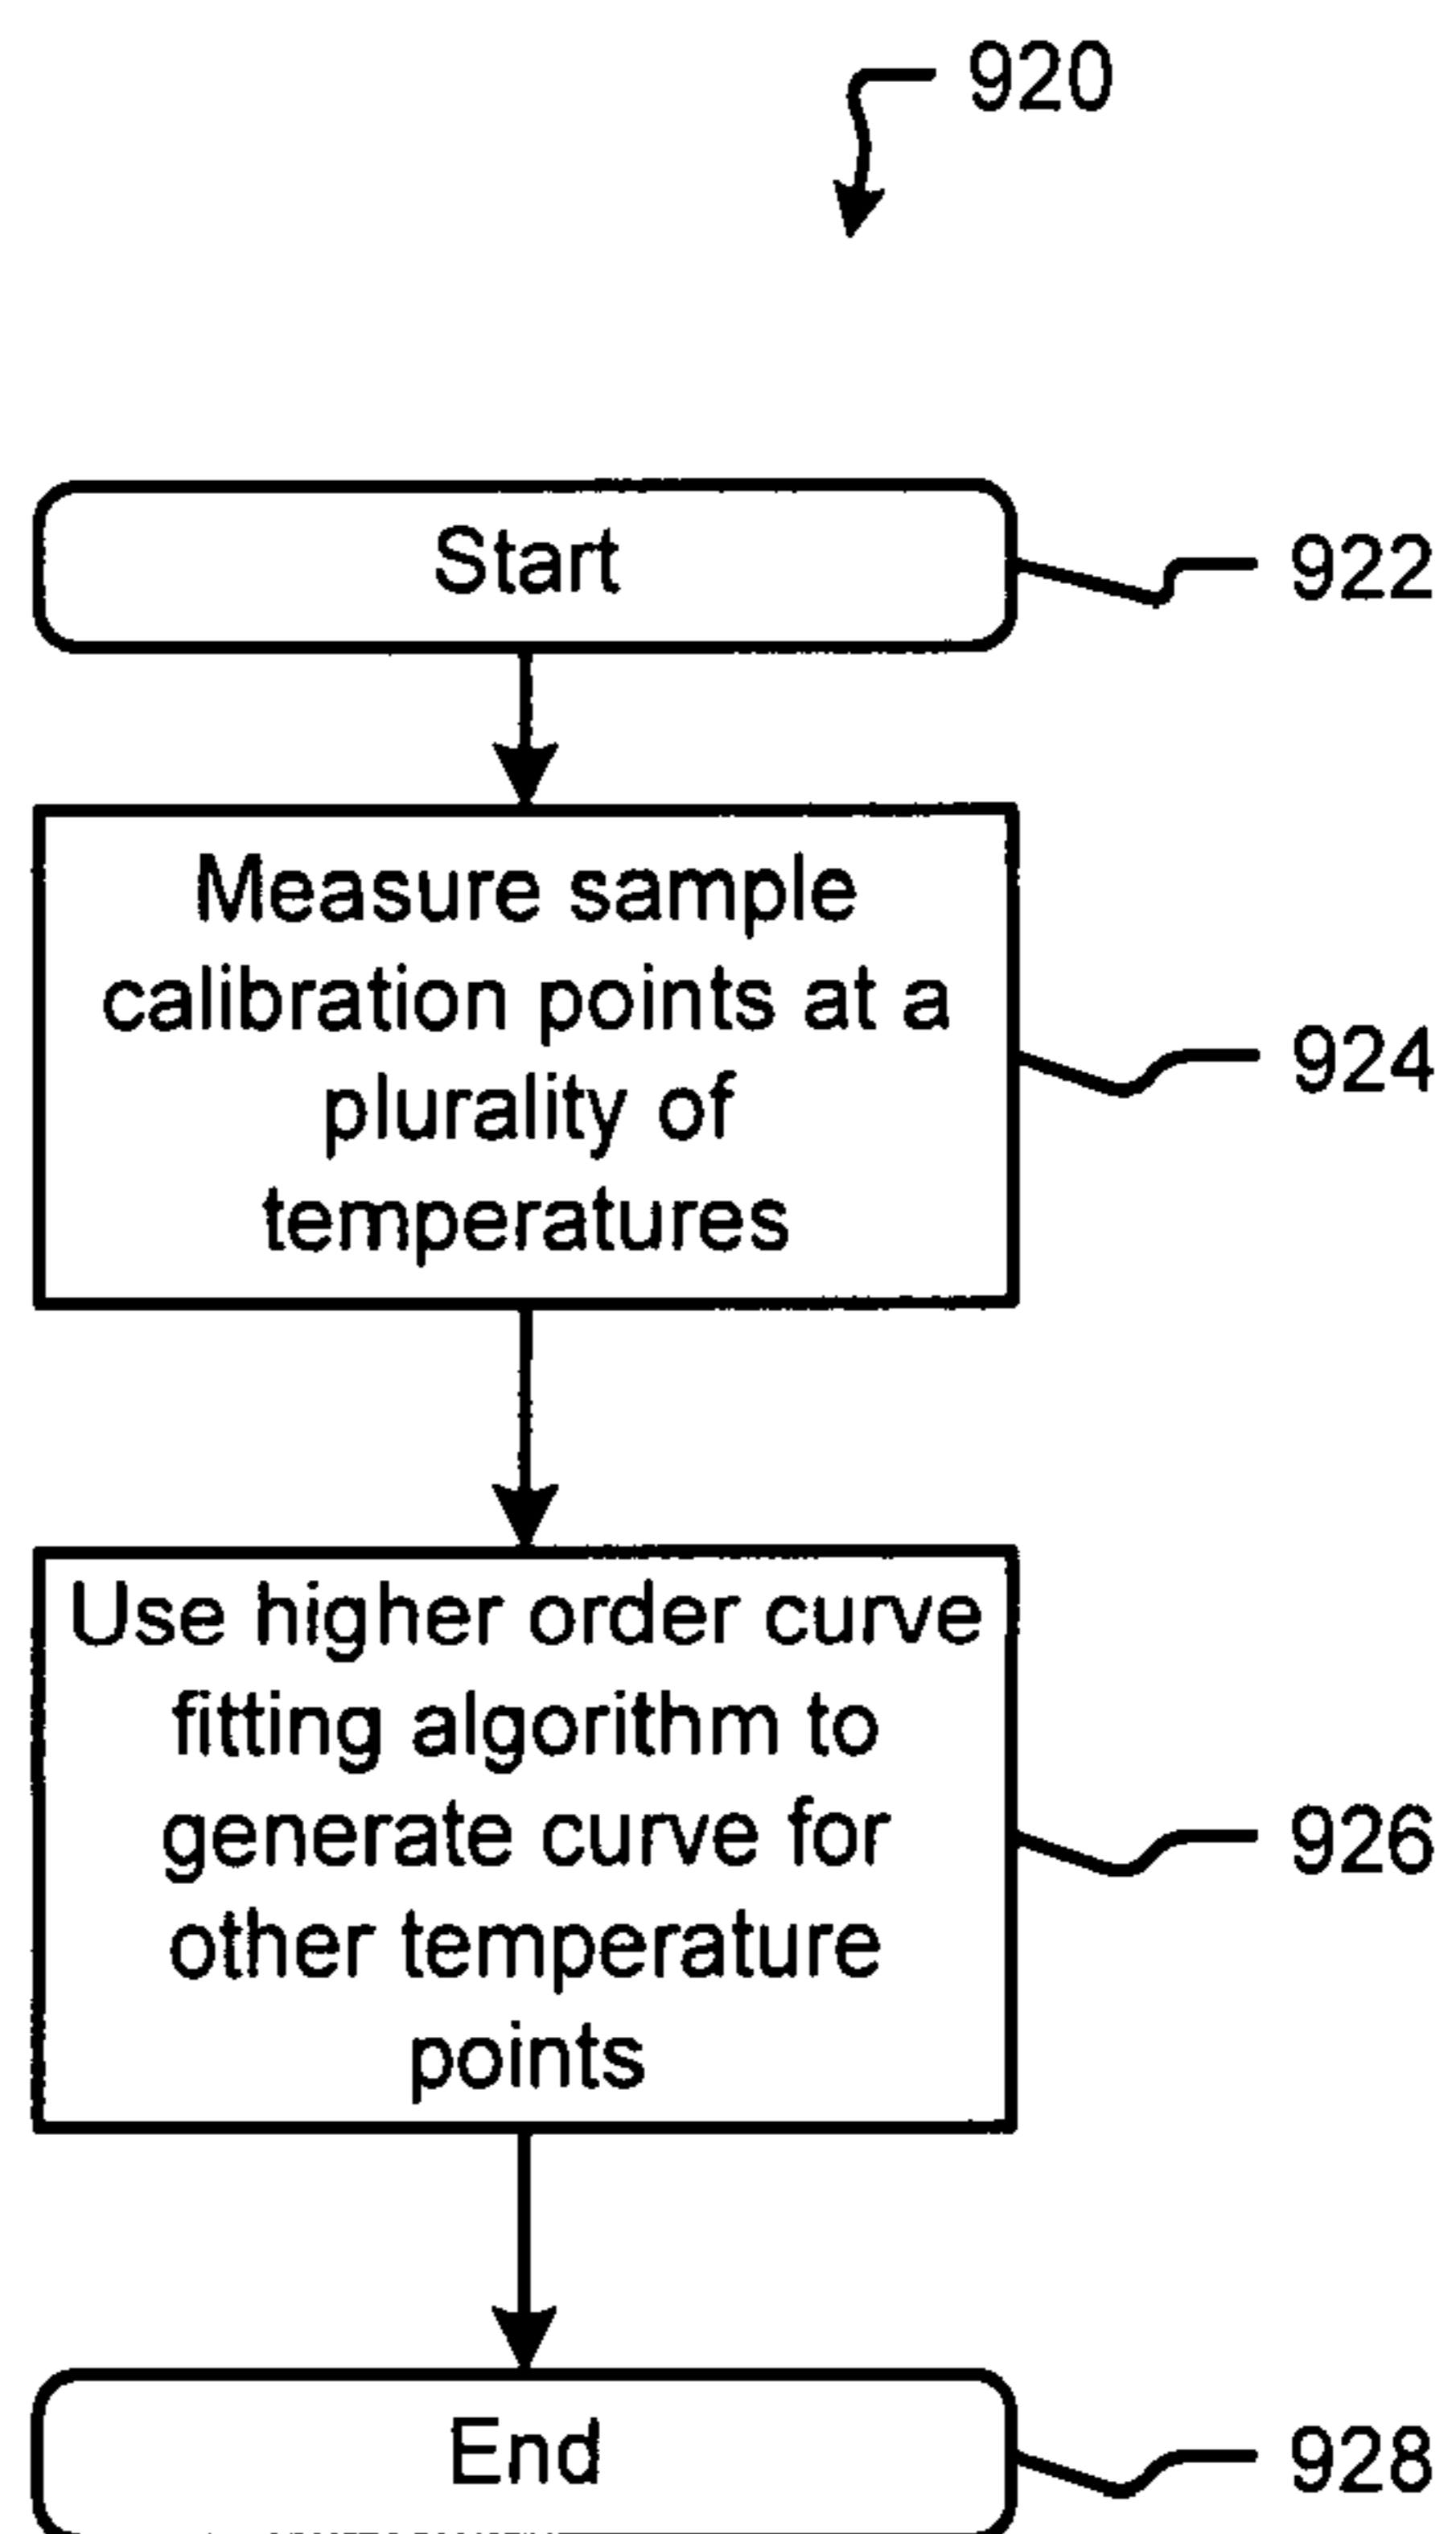 920
Start
922
Measure sample
calibration points at a
plurality of
temperatures
924
Use higher order curve
fitting algorithm to
generate curve for
other temperature
points
926
End
928